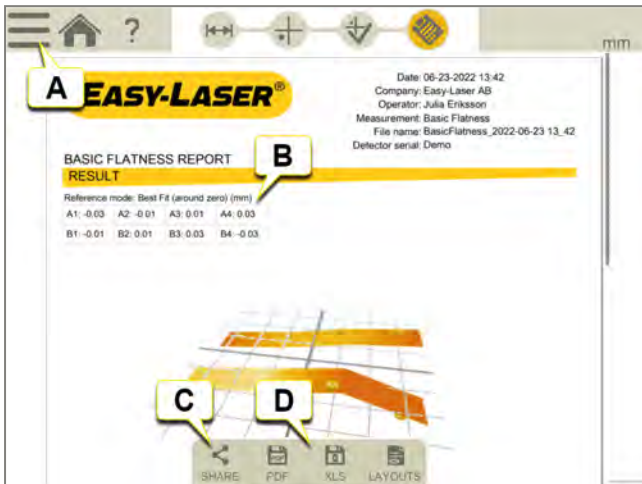 ?
mm
A
EASY-LASER®
Date: 06-23-2022 13:42
Company: Easy-Laser AB
Operator: Julia Eriksson
Measurement: Basic Flatness
File name: BasicFlatness_2022-06-23 13_42
Detector serial: Demo
B
BASIC FLATNESS REPORT
RESULT
Reference mode: Best Fit (around zero) (mm)
A1: -0.03 A2: -0.01 A3: 0.01 A4: 0.03
B1: -0.01 B2: 0.01 B3: 0.03 B4: -0.03
C
D
SHARE PDF XLS LAYOUTS